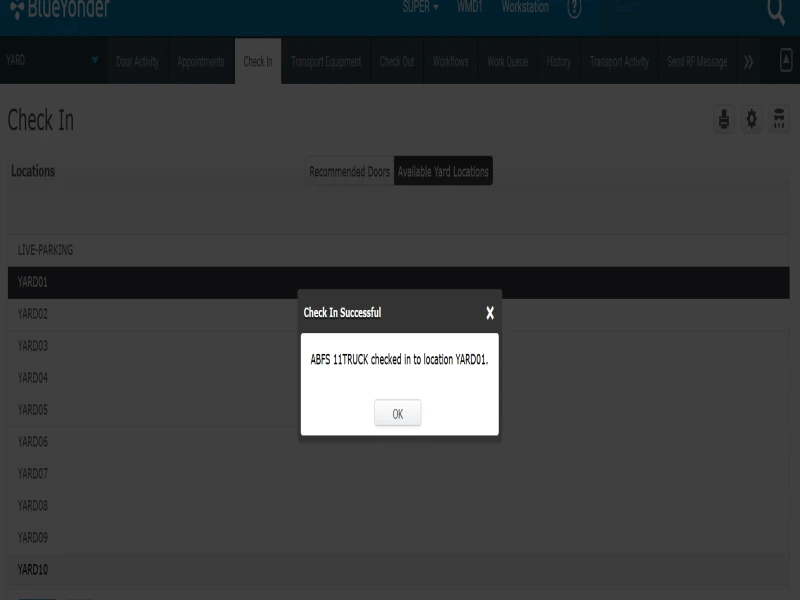 BlueYonder
SUPER WMD1 Workstation ?
YARD Door Activity Appointments Check In Transport Equipment Check Out Workflows Work Queue History Transport Activity Send RF Message »
Check In
Locations Recommended Doors Available Yard Locations
LIVE-PARKING
YARD01
YARD02
YARD03
YARD04
YARD05
YARD06
YARD07
YARD08
YARD09
YARD10
Check In Successful X
ABFS 11TRUCK checked in to location YARD01.
OK